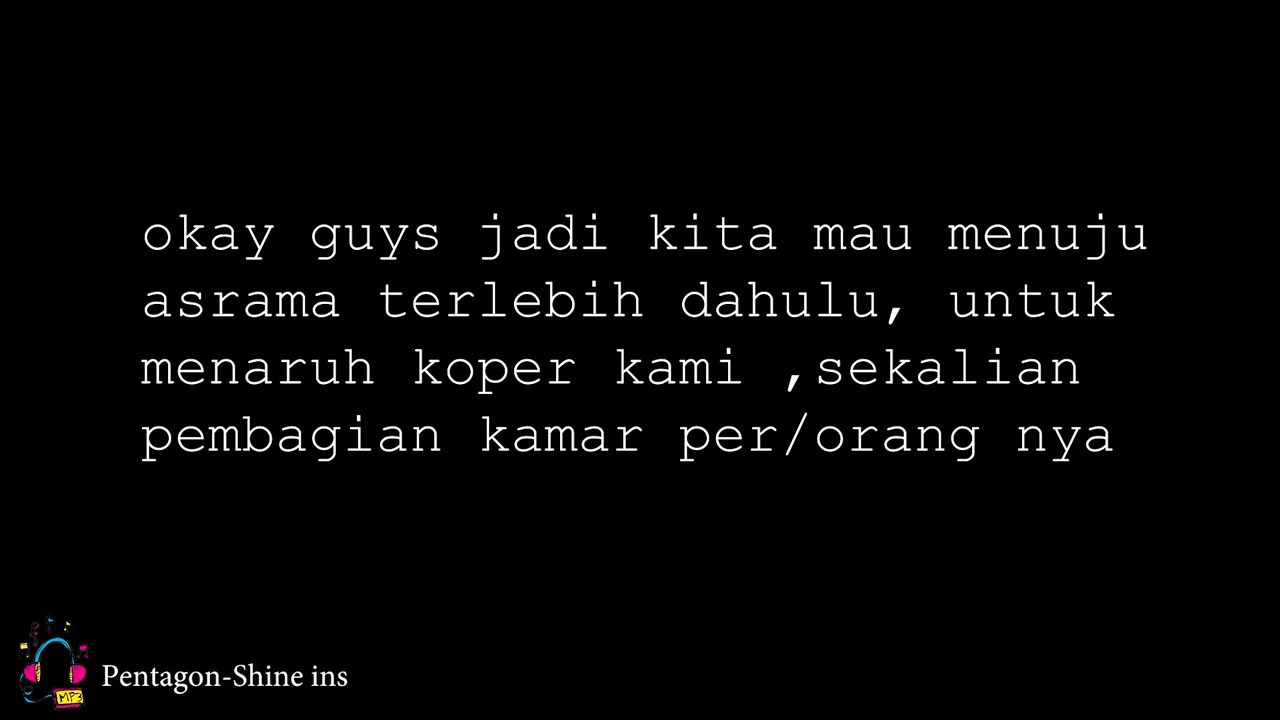 okay guys jadi kita mau menuju
asrama terlebih dahulu, untuk
menaruh koper kami ,sekalian
pembagian kamar per/orang nya
MP3
Pentagon-Shine ins